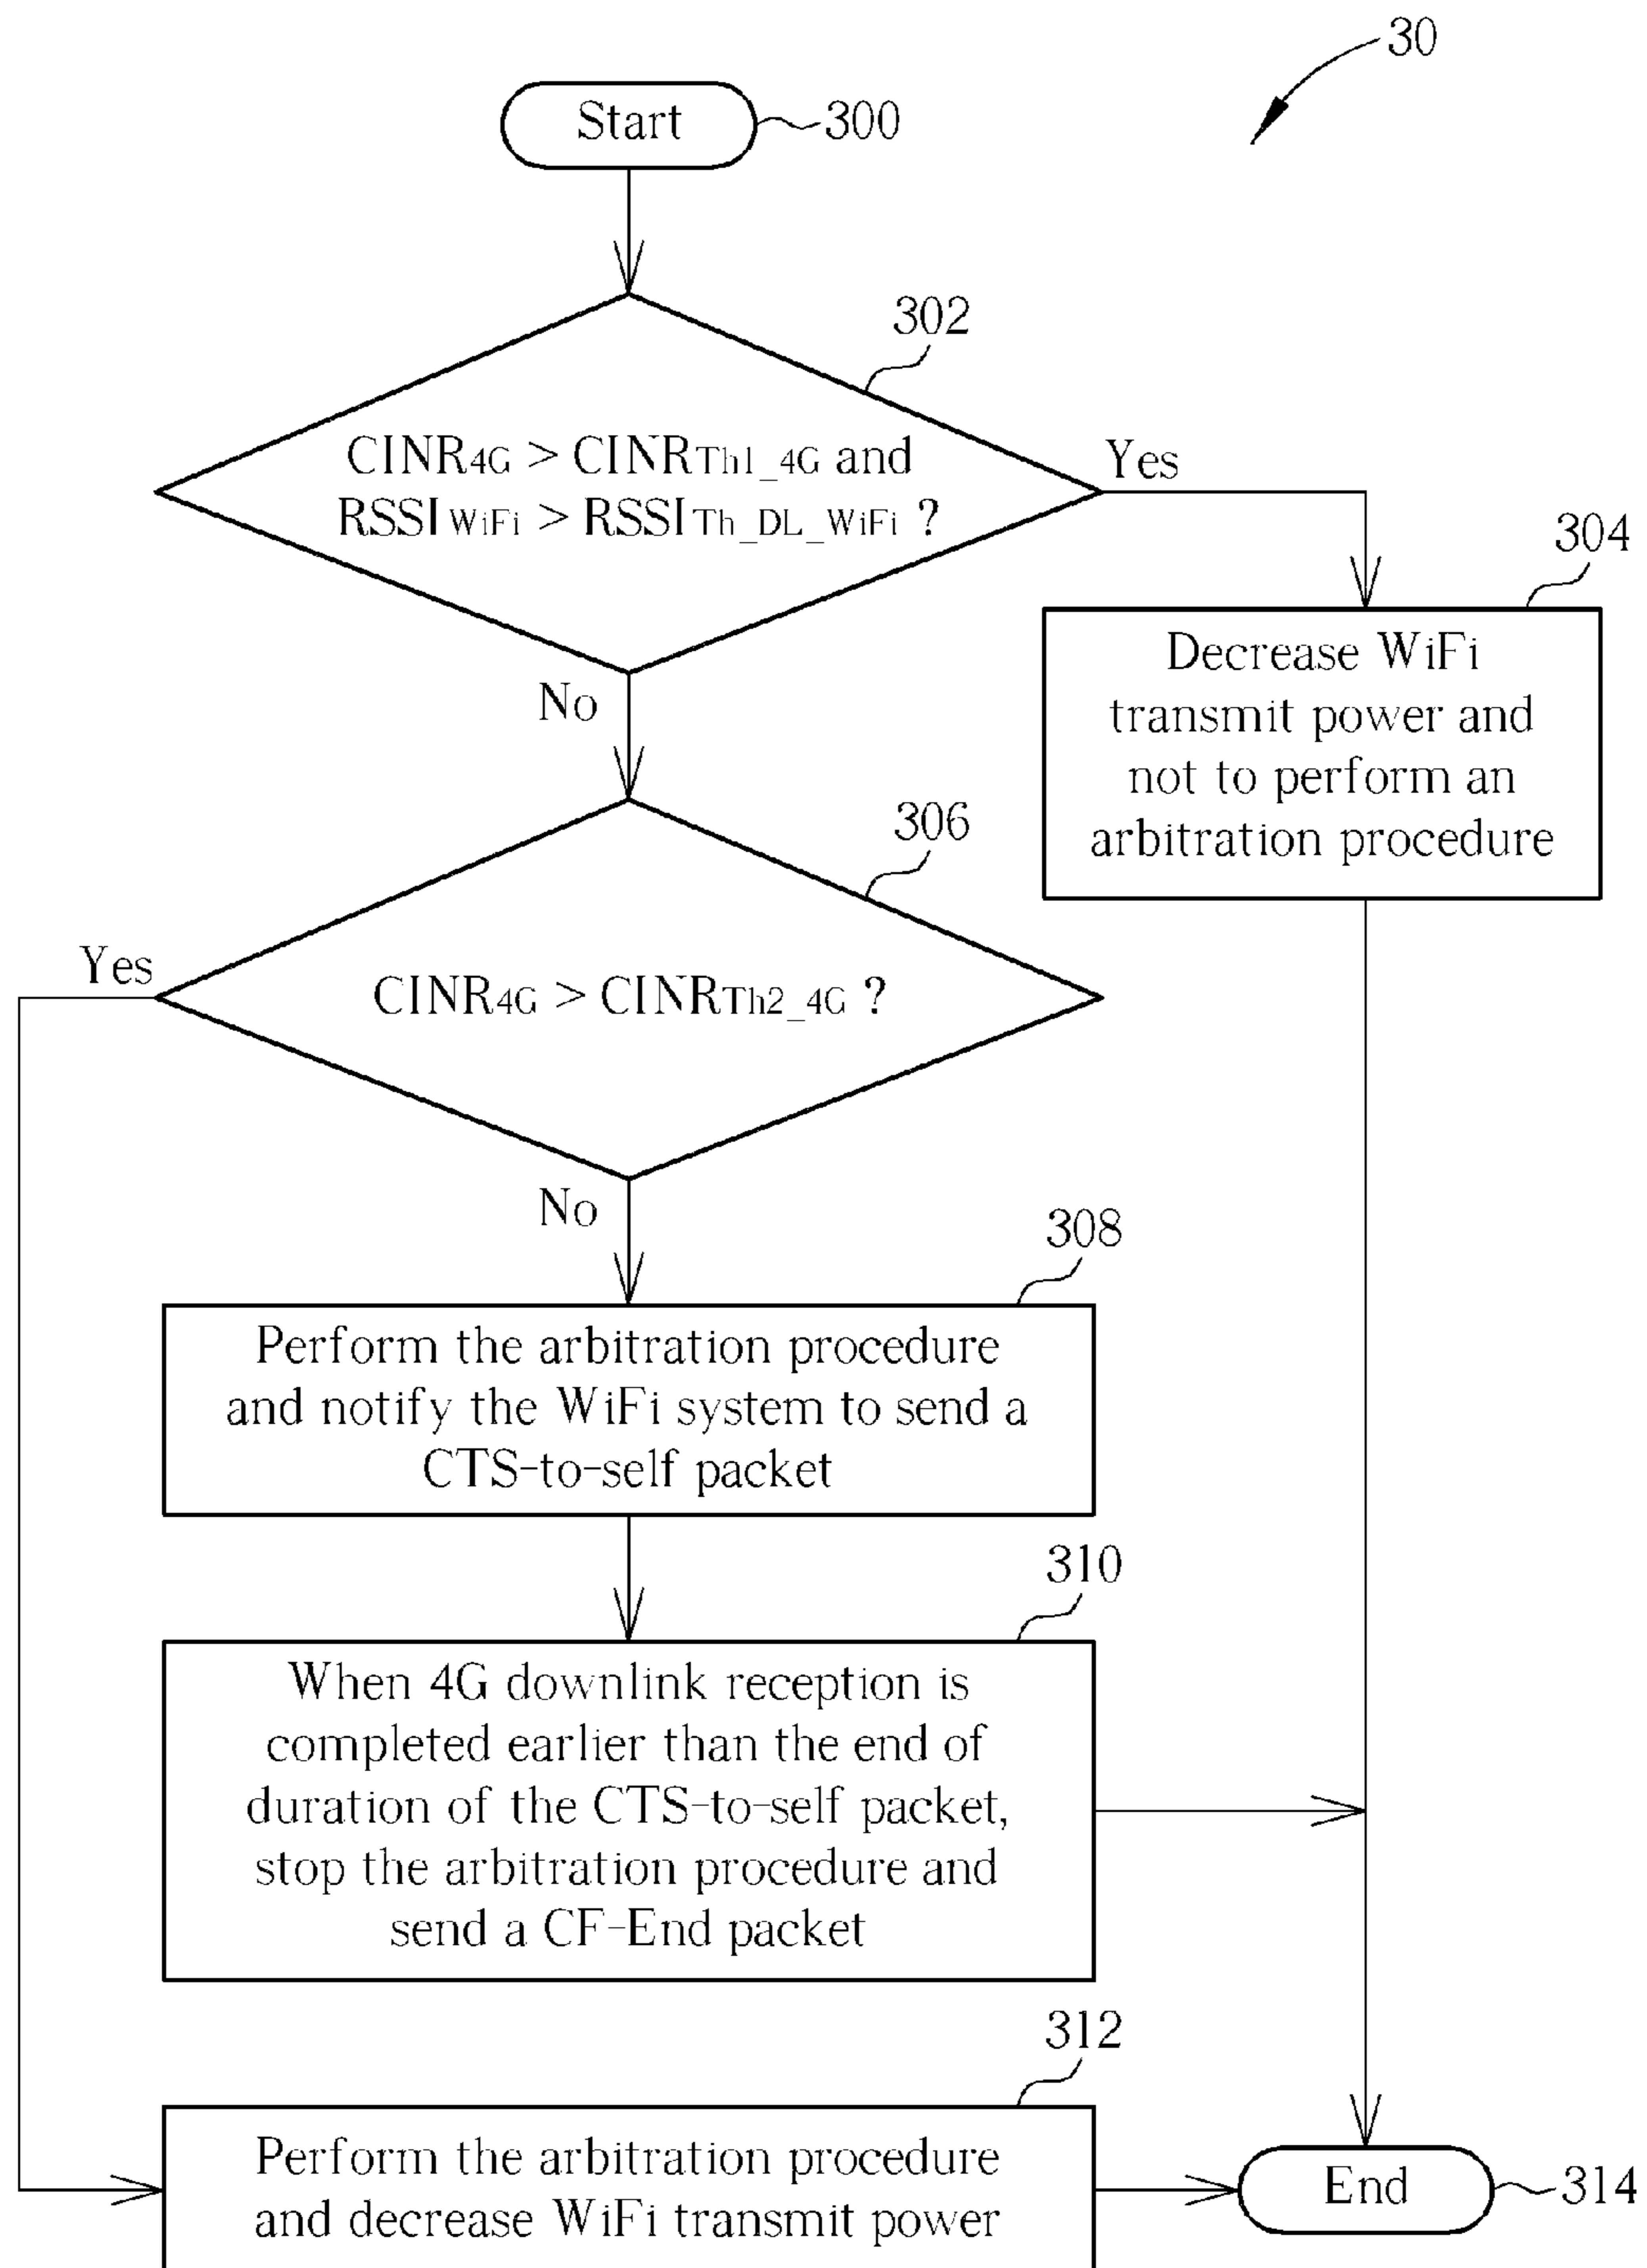 30
Start
300
302
CINR4G > CINRTh1_4G and
RSSIWiFi > RSSITh_DL_WiFi ?
Yes
304
Decrease WiFi
transmit power and
not to perform an
arbitration procedure
No
306
Yes
CINR4G > CINRTh2_4G ?
No
308
Perform the arbitration procedure
and notify the WiFi system to send a
CTS-to-self packet
310
When 4G downlink reception is
completed earlier than the end of
duration of the CTS-to-self packet,
stop the arbitration procedure and
send a CF-End packet
312
Perform the arbitration procedure
and decrease WiFi transmit power
End
314